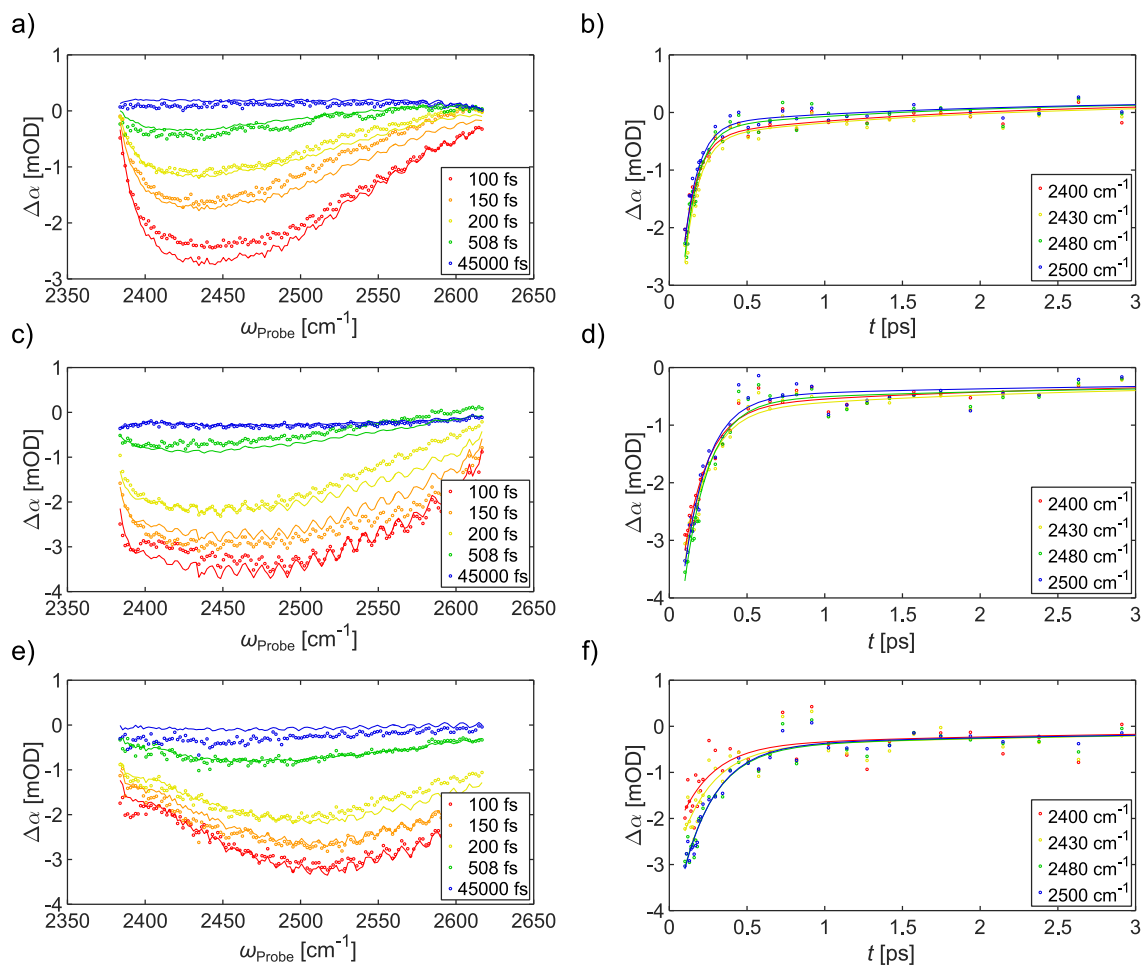 a)
1
0
-1
-2
-3
Δα [mOD]
2350 2400 2450 2500 2550 2600 2650
ω_Probe [cm⁻¹]
100 fs
150 fs
200 fs
508 fs
45000 fs
b)
1
0
-1
-2
-3
Δα [mOD]
0 0.5 1 1.5 2 2.5 3
t [ps]
2400 cm⁻¹
2430 cm⁻¹
2480 cm⁻¹
2500 cm⁻¹
c)
1
0
-1
-2
-3
-4
Δα [mOD]
2350 2400 2450 2500 2550 2600 2650
ω_Probe [cm⁻¹]
100 fs
150 fs
200 fs
508 fs
45000 fs
d)
0
-1
-2
-3
-4
Δα [mOD]
0 0.5 1 1.5 2 2.5 3
t [ps]
2400 cm⁻¹
2430 cm⁻¹
2480 cm⁻¹
2500 cm⁻¹
e)
1
0
-1
-2
-3
-4
Δα [mOD]
2350 2400 2450 2500 2550 2600 2650
ω_Probe [cm⁻¹]
100 fs
150 fs
200 fs
508 fs
45000 fs
f)
1
0
-1
-2
-3
-4
Δα [mOD]
0 0.5 1 1.5 2 2.5 3
t [ps]
2400 cm⁻¹
2430 cm⁻¹
2480 cm⁻¹
2500 cm⁻¹